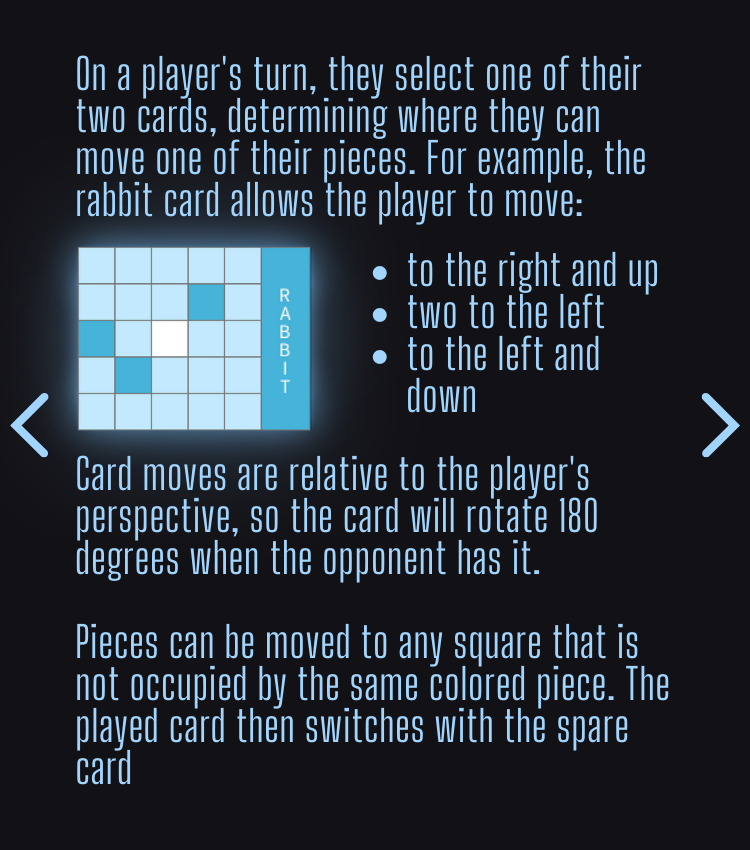 On a player's turn, they select one of their
two cards, determining where they can
move one of their pieces. For example, the
rabbit card allows the player to move:
RABBIT
• to the right and up
• two to the left
• to the left and
down
Card moves are relative to the player's
perspective, so the card will rotate 180
degrees when the opponent has it.
Pieces can be moved to any square that is
not occupied by the same colored piece. The
played card then switches with the spare
card